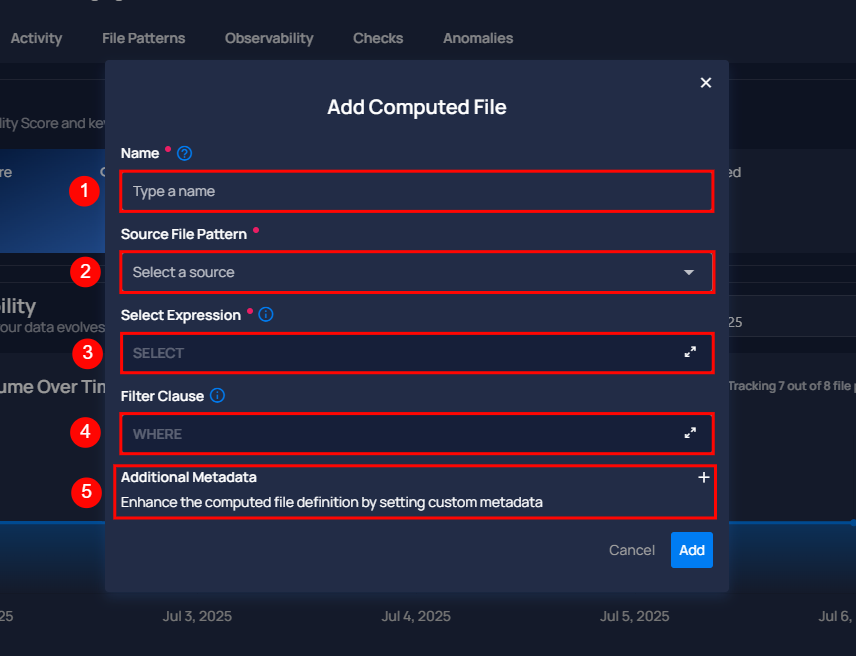 Activity File Patterns Observability Checks Anomalies
Add Computed File
lity Score and key
Name
re
ed
1 Type a name
Source File Pattern
2 Select a source
ility
Select Expression
our data evolves
25
3 SELECT
ume Over Tim
Tracking 7 out of 8 file p
Filter Clause
4 WHERE
5 Additional Metadata +
Enhance the computed file definition by setting custom metadata
Cancel Add
25 Jul 3, 2025 Jul 4, 2025 Jul 5, 2025 Jul 6,